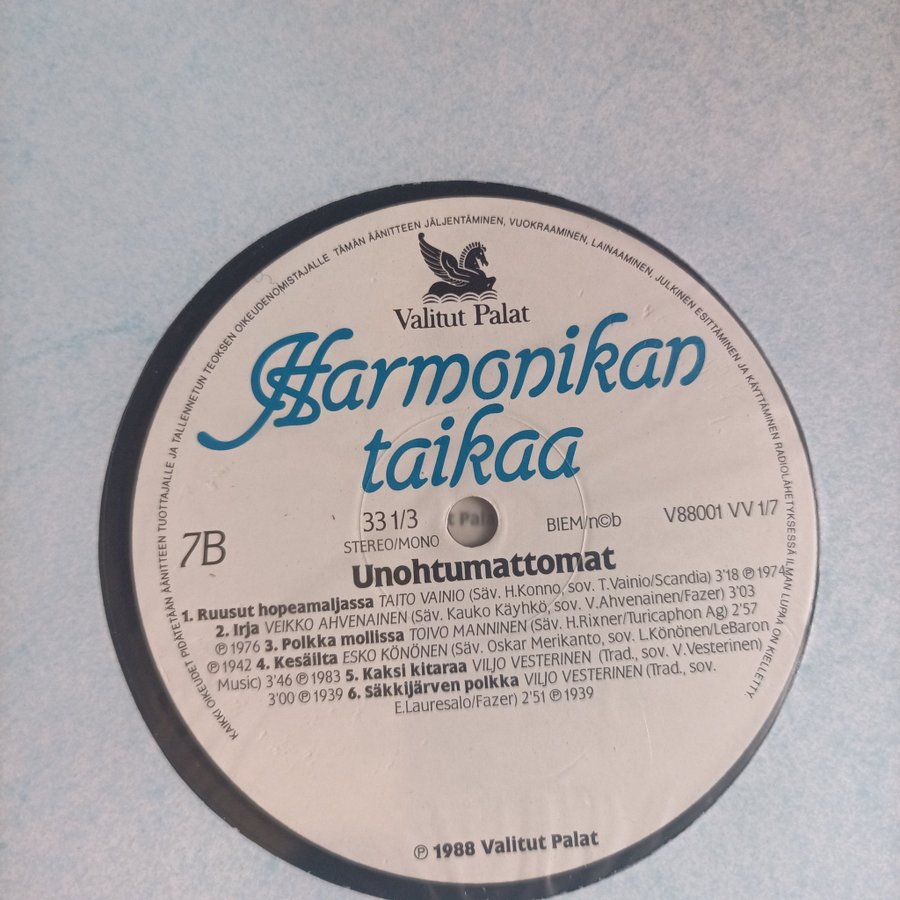 KAIKKI OIKEUDET PIDÄTETÄÄN ÄÄNITTEEN TUOTTAJALLE JA TALLENNETUN TEOKSEN OIKEUDENOMISTAJALLE TÄMÄN ÄÄNITTEEN JÄLJENTÄMINEN, VUOKRAAMINEN, LAINAAMINEN, JULKINEN ESITTÄMINEN JA KÄYTTÄMINEN RADIOLÄHETYKSESSÄ ILMAN LUPAA ON KIELLETTY
Valitut Palat
Harmonikan
taikaa
7B
33 1/3
STEREO/MONO
t Pala
BIEM/n©b
V88001 VV 1/7
Unohtumattomat
1. Ruusut hopeamaljassa TAITO VAINIO (Säv. H.Konno, sov. T.Vainio/Scandia) 3'18 ℗ 1974
2. Irja VEIKKO AHVENAINEN (Säv. Kauko Käyhkö, sov. V.Ahvenainen/Fazer) 3'03
℗ 1976 3. Polkka mollissa TOIVO MANNINEN (Säv. H.Rixner/Turicaphon Ag) 2'57
℗ 1942 4. Kesäilta ESKO KÖNÖNEN (Säv. Oskar Merikanto, sov. L.Könönen/LeBaron
Music) 3'46 ℗ 1983 5. Kaksi kitaraa VILJO VESTERINEN (Trad., sov. V.Vesterinen)
3'00 ℗ 1939 6. Säkkijärven polkka VILJO VESTERINEN (Trad., sov.
E.Lauresalo/Fazer) 2'51 ℗ 1939
℗ 1988 Valitut Palat